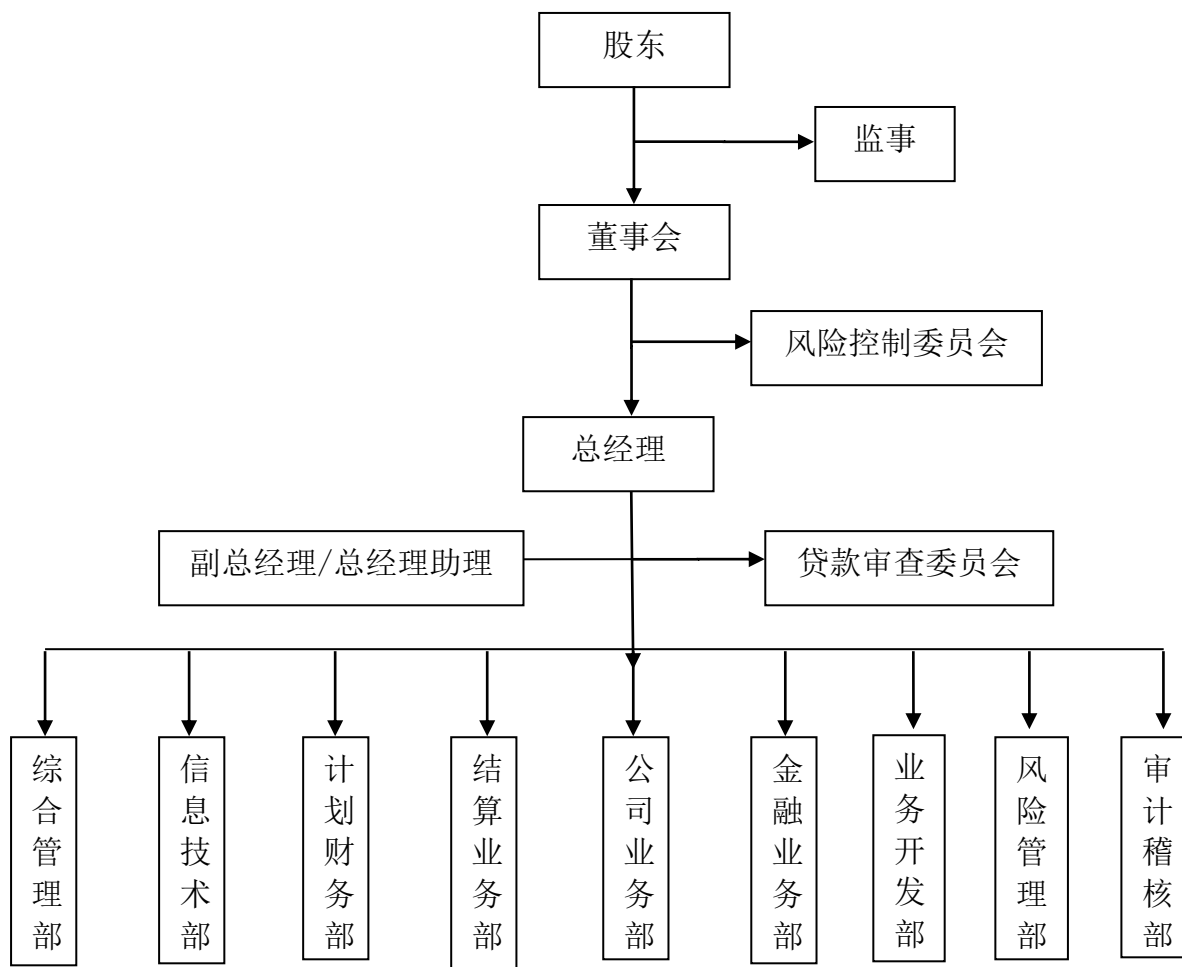 股东
监事
董事会
风险控制委员会
总经理
副总经理/总经理助理
贷款审查委员会
综合管理部
信息技术部
计划财务部
结算业务部
公司业务部
金融业务部
业务开发部
风险管理部
审计稽核部